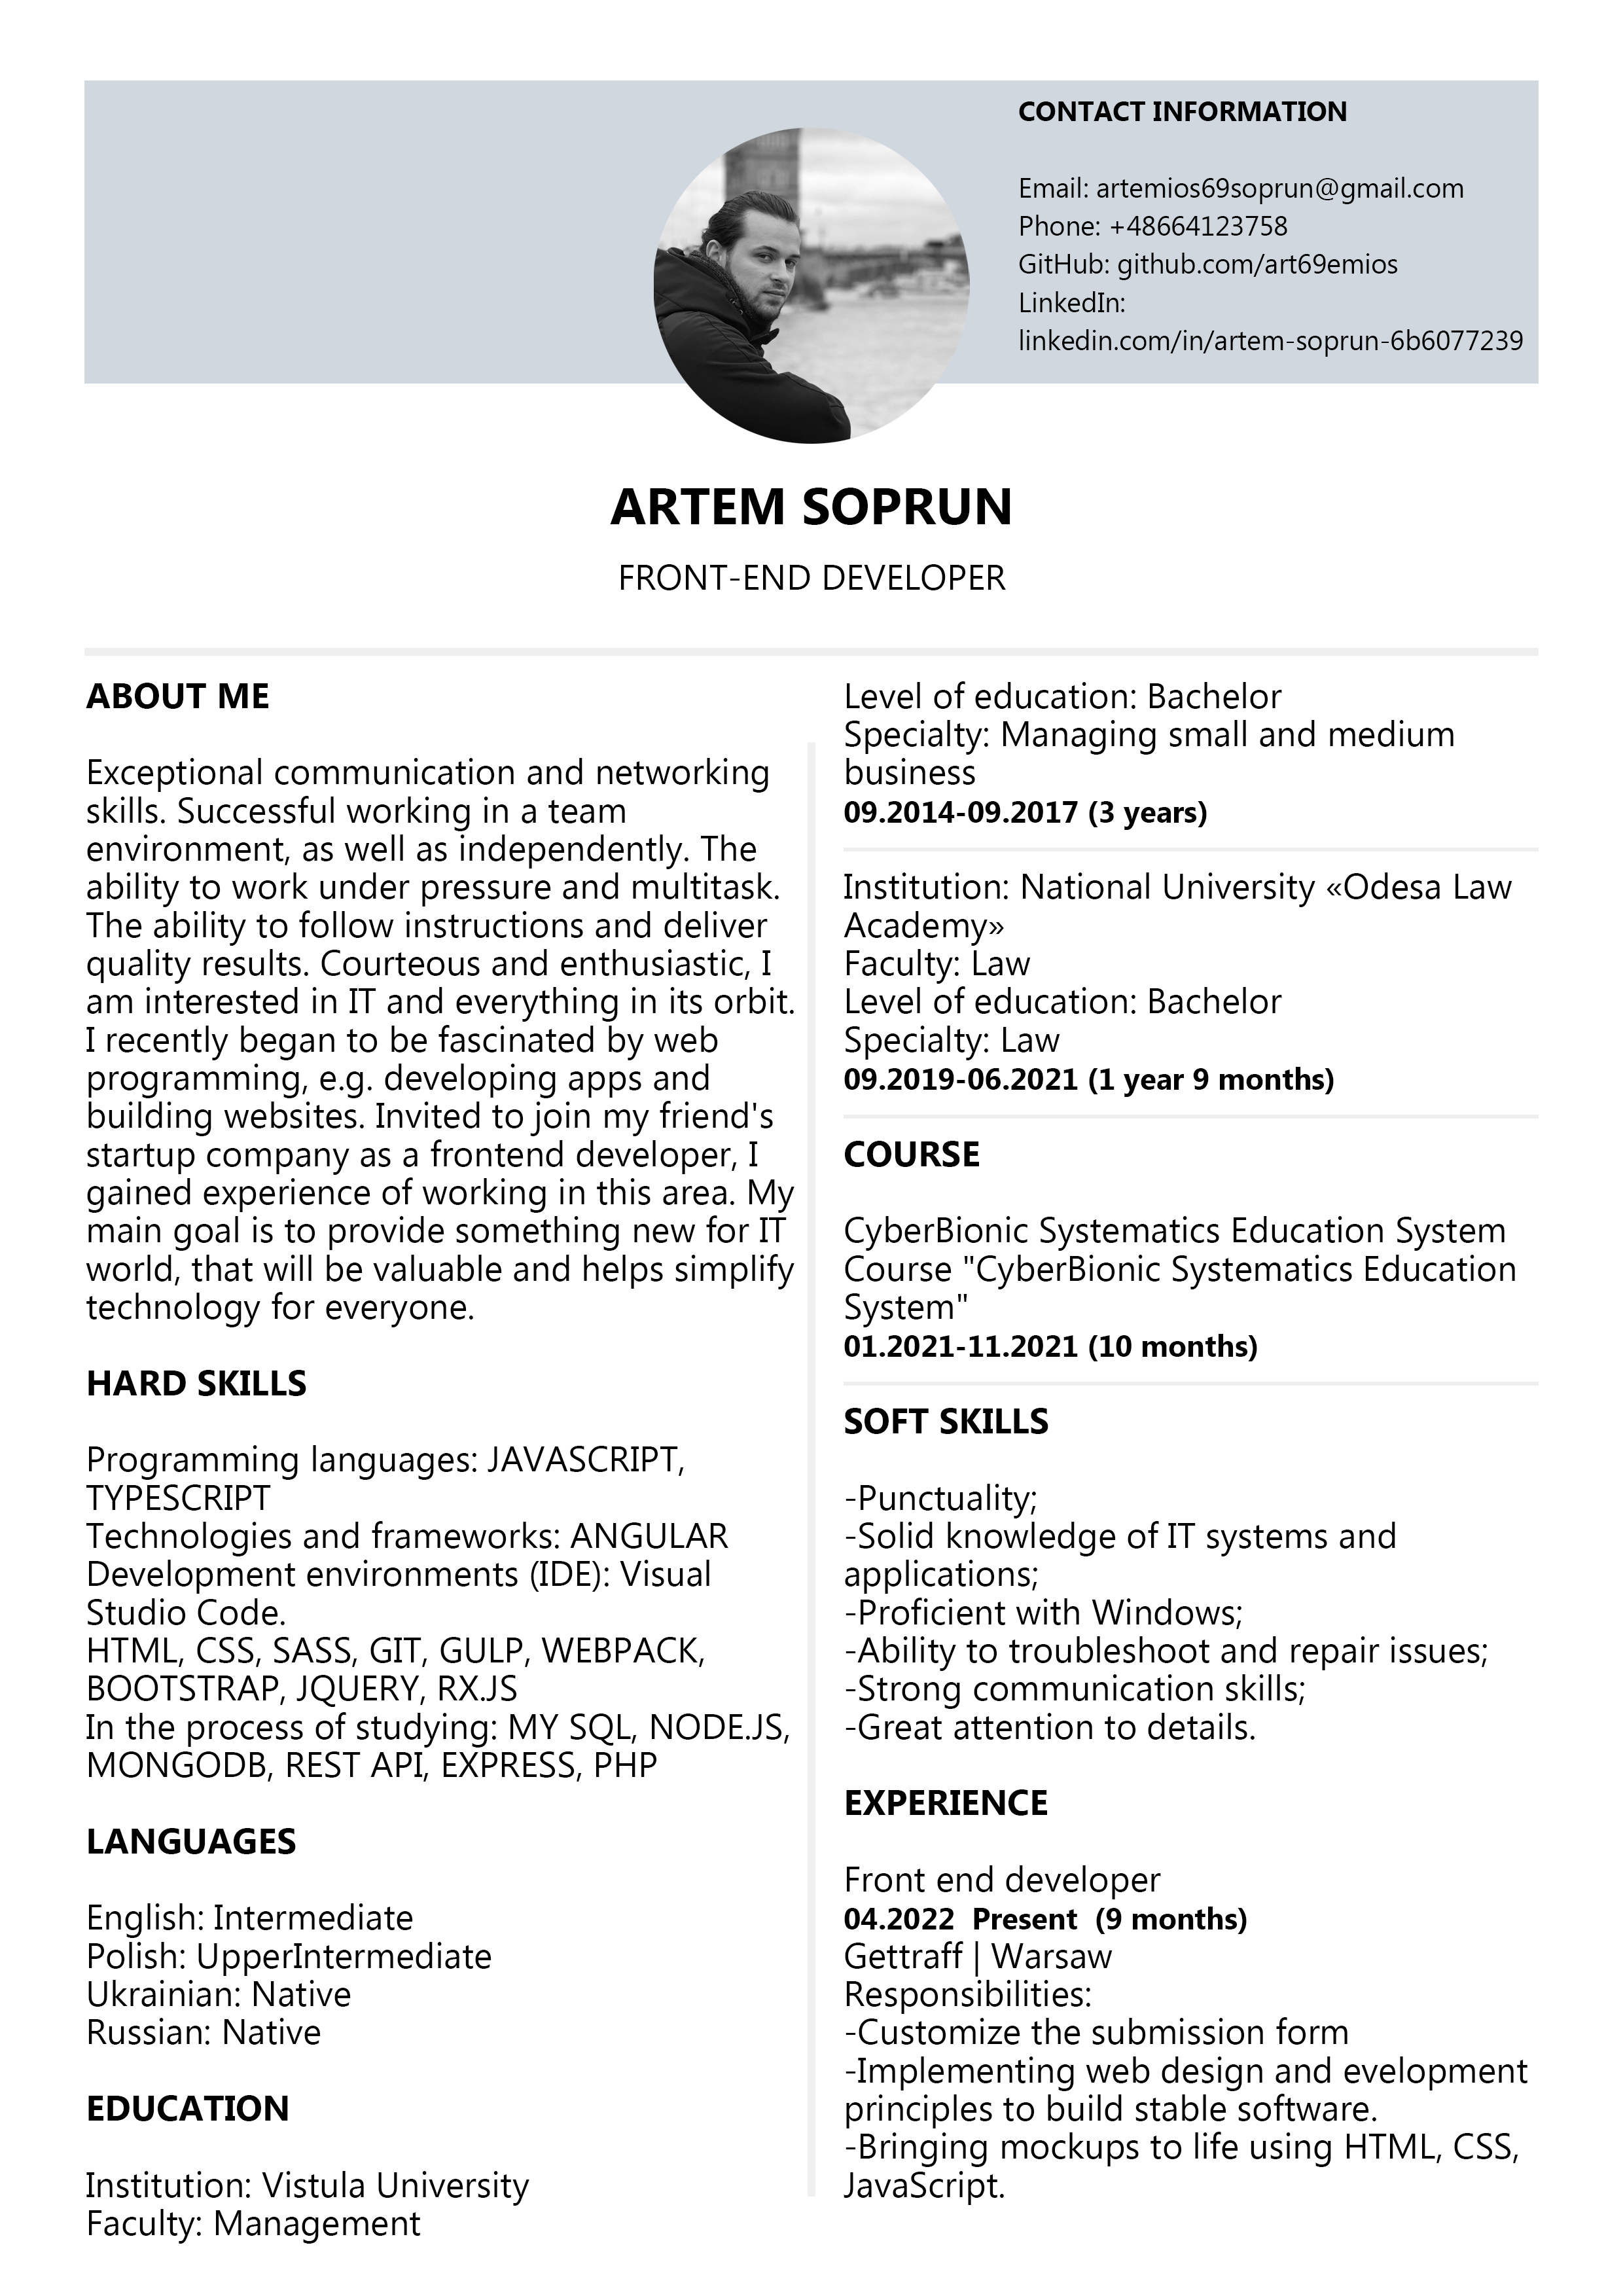 CONTACT INFORMATION
Email: artemios69soprun@gmail.com
Phone: +48664123758
GitHub: github.com/art69emios
LinkedIn:
linkedin.com/in/artem-soprun-6b6077239
ARTEM SOPRUN
FRONT-END DEVELOPER
ABOUT ME
Exceptional communication and networking
skills. Successful working in a team
environment, as well as independently. The
ability to work under pressure and multitask.
The ability to follow instructions and deliver
quality results. Courteous and enthusiastic, I
am interested in IT and everything in its orbit.
I recently began to be fascinated by web
programming, e.g. developing apps and
building websites. Invited to join my friend's
startup company as a frontend developer, I
gained experience of working in this area. My
main goal is to provide something new for IT
world, that will be valuable and helps simplify
technology for everyone.
HARD SKILLS
Programming languages: JAVASCRIPT,
TYPESCRIPT
Technologies and frameworks: ANGULAR
Development environments (IDE): Visual
Studio Code.
HTML, CSS, SASS, GIT, GULP, WEBPACK,
BOOTSTRAP, JQUERY, RX.JS
In the process of studying: MY SQL, NODE.JS,
MONGODB, REST API, EXPRESS, PHP
LANGUAGES
English: Intermediate
Polish: UpperIntermediate
Ukrainian: Native
Russian: Native
EDUCATION
Institution: Vistula University
Faculty: Management
Level of education: Bachelor
Specialty: Managing small and medium
business
09.2014-09.2017 (3 years)
Institution: National University «Odesa Law
Academy»
Faculty: Law
Level of education: Bachelor
Specialty: Law
09.2019-06.2021 (1 year 9 months)
COURSE
CyberBionic Systematics Education System
Course "CyberBionic Systematics Education
System"
01.2021-11.2021 (10 months)
SOFT SKILLS
-Punctuality;
-Solid knowledge of IT systems and
applications;
-Proficient with Windows;
-Ability to troubleshoot and repair issues;
-Strong communication skills;
-Great attention to details.
EXPERIENCE
Front end developer
04.2022  Present  (9 months)
Gettraff | Warsaw
Responsibilities:
-Customize the submission form
-Implementing web design and evelopment
principles to build stable software.
-Bringing mockups to life using HTML, CSS,
JavaScript.